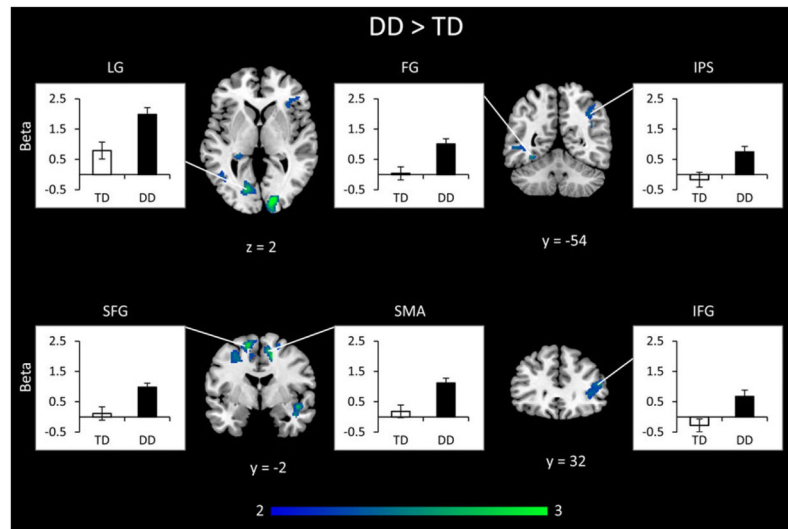 DD > TD
LG
FG
IPS
Beta
2.5
1.5
0.5
-0.5
TD DD
2.5
1.5
0.5
-0.5
TD DD
2.5
1.5
0.5
-0.5
TD DD
z = 2
y = -54
SFG
SMA
IFG
Beta
2.5
1.5
0.5
-0.5
TD DD
2.5
1.5
0.5
-0.5
TD DD
2.5
1.5
0.5
-0.5
TD DD
y = -2
y = 32
2 3